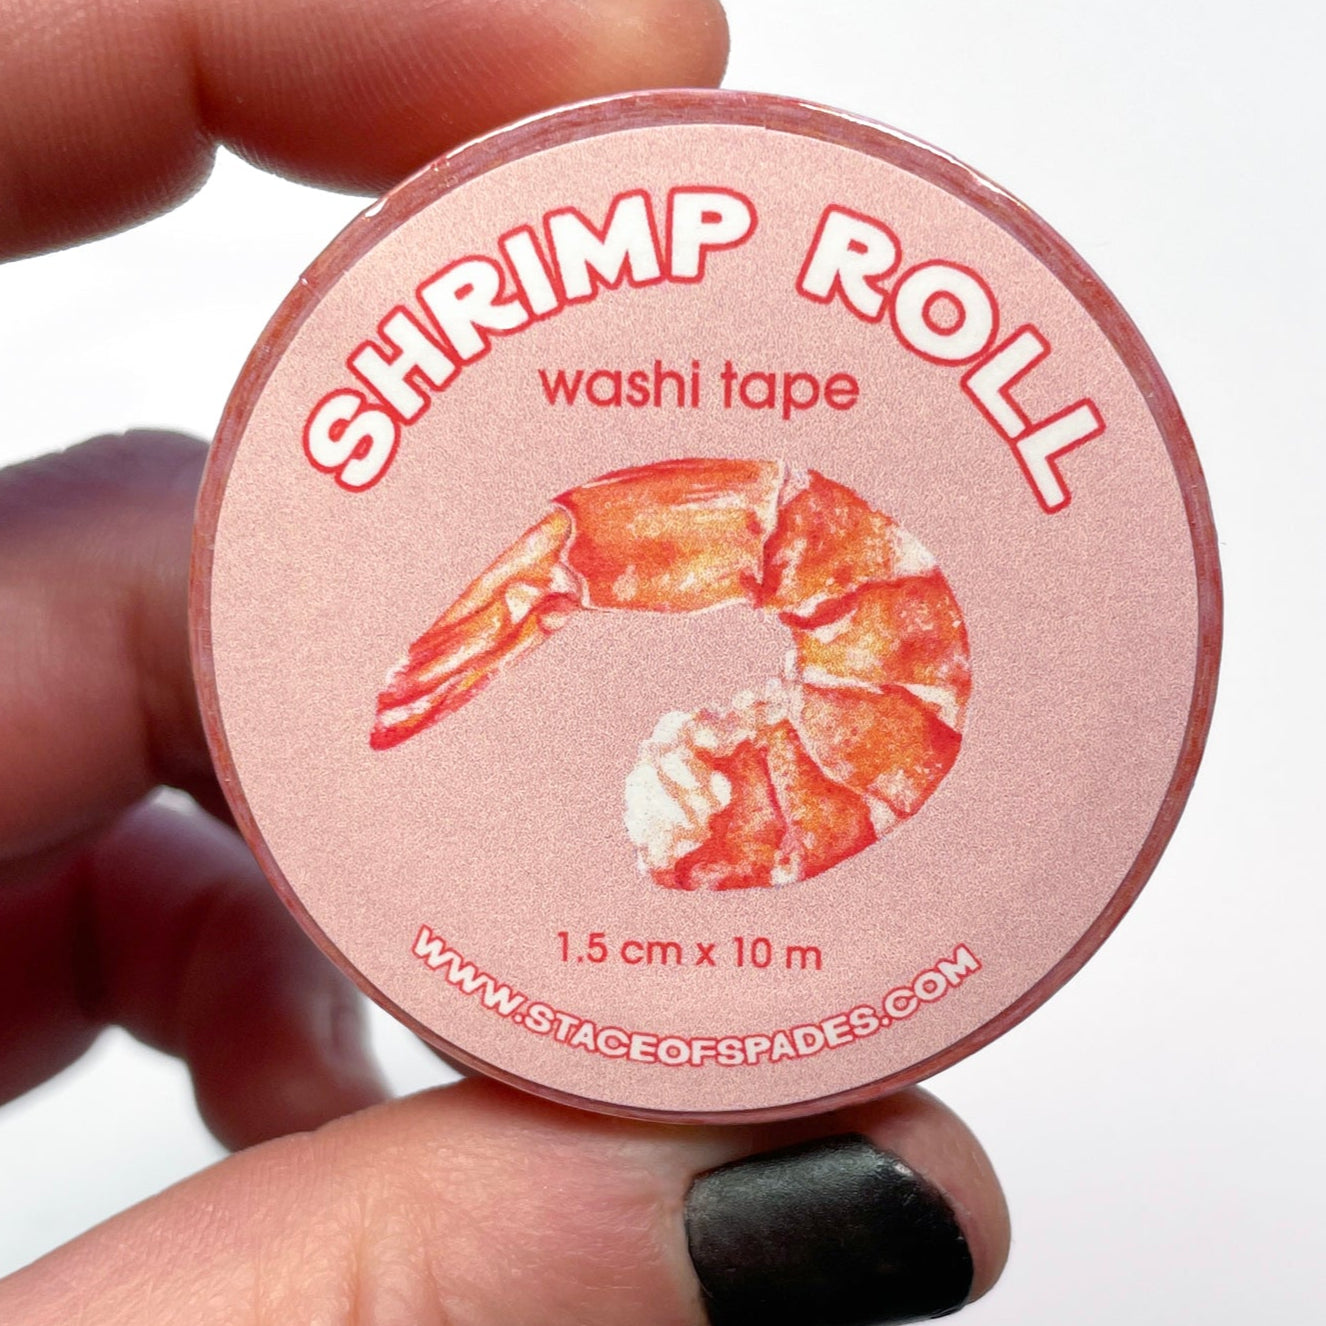 SHRIMP ROLL
washi tape
1.5 cm x 10 m
WWW.STACEOFSPADES.COM